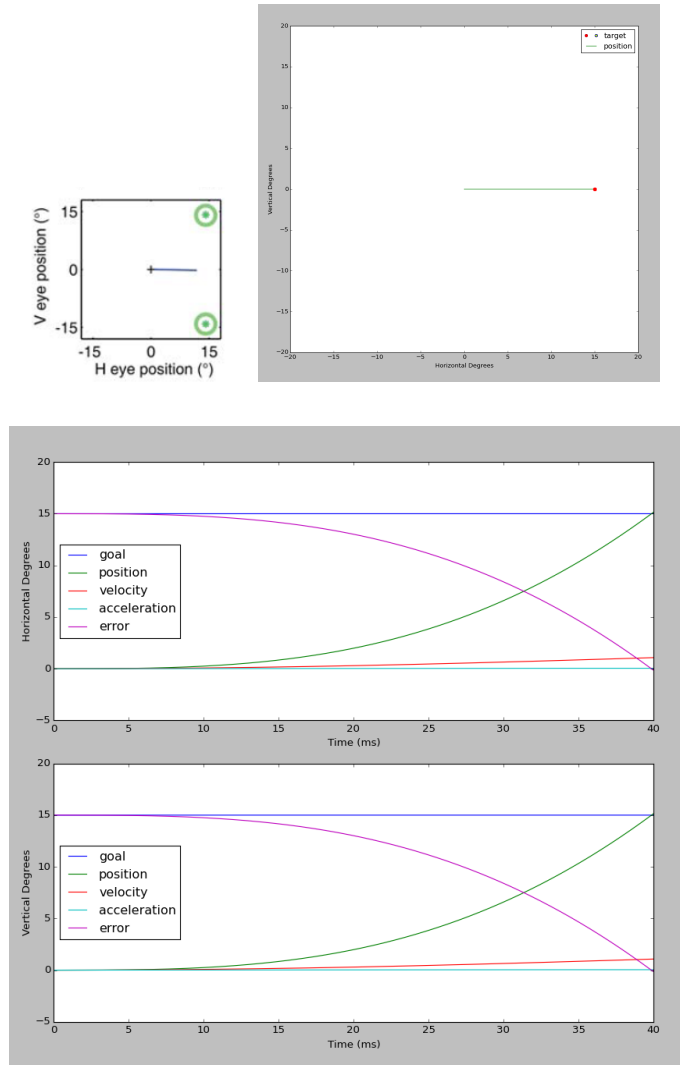 15
0
-15
V eye position (°)
-15 0 15
H eye position (°)
target
position
20
15
10
5
0
−5
−10
−15
−20
Vertical Degrees
−20 −15 −10 −5 0 5 10 15 20
Horizontal Degrees
20
15
10
5
0
−5
Horizontal Degrees
goal
position
velocity
acceleration
error
0 5 10 15 20 25 30 35 40
Time (ms)
20
15
10
5
0
−5
Vertical Degrees
goal
position
velocity
acceleration
error
0 5 10 15 20 25 30 35 40
Time (ms)